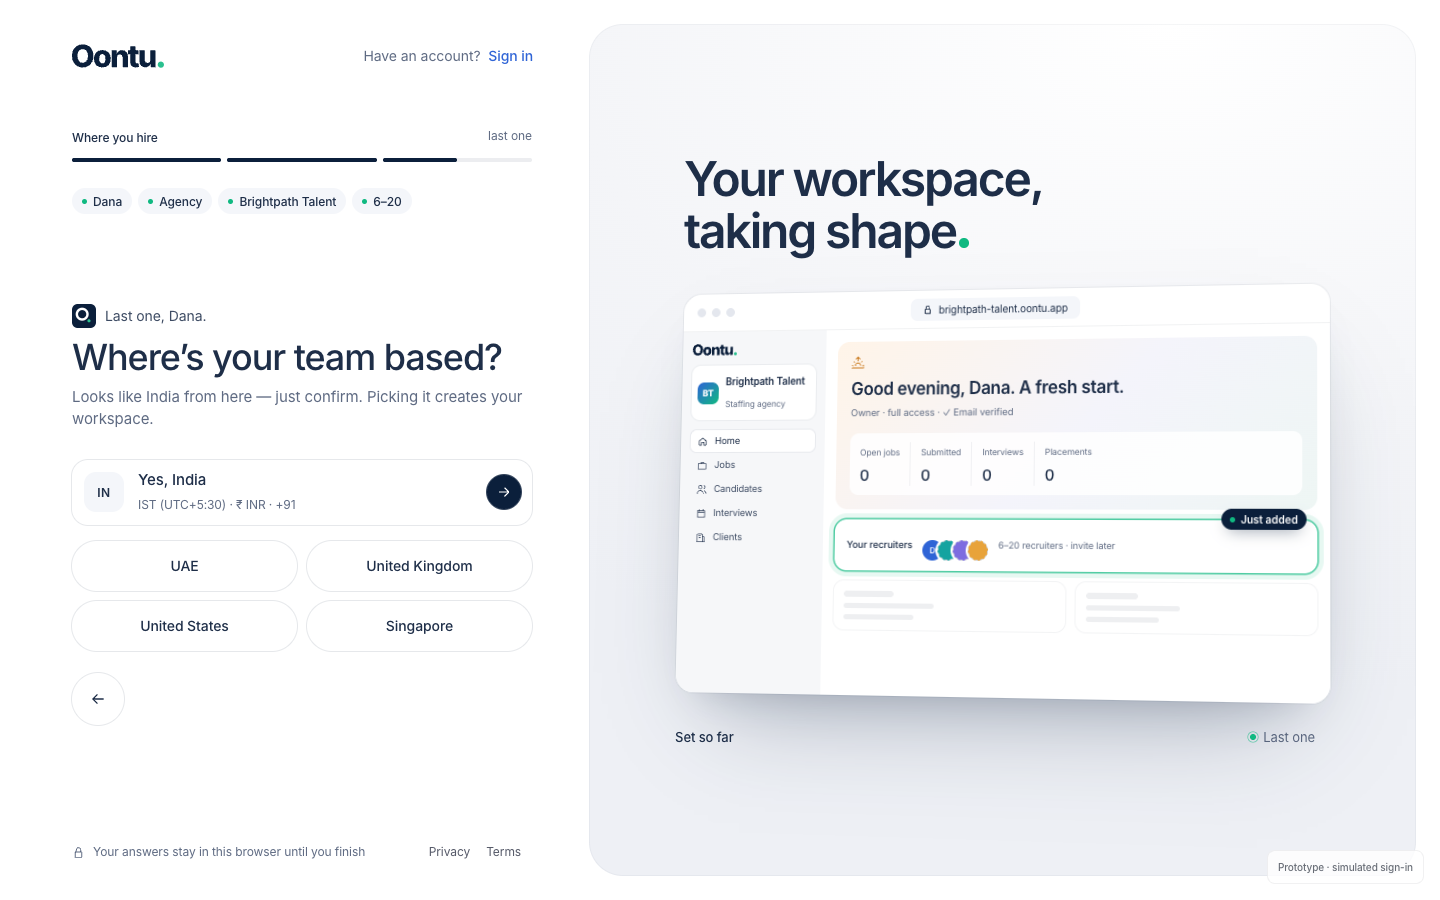 Oontu.
Have an account? Sign in
Where you hire
last one
Dana
Agency
Brightpath Talent
6–20
Last one, Dana.
Where’s your team based?
Looks like India from here — just confirm. Picking it creates your
workspace.
IN
Yes, India
IST (UTC+5:30) · ₹ INR · +91
UAE
United Kingdom
United States
Singapore
Your answers stay in this browser until you finish
Privacy
Terms
Your workspace,
taking shape.
brightpath-talent.oontu.app
Oontu.
BT
Brightpath Talent
Staffing agency
Home
Jobs
Candidates
Interviews
Clients
Good evening, Dana. A fresh start.
Owner · full access · ✓ Email verified
Open jobs
Submitted
Interviews
Placements
0
0
0
0
Just added
Your recruiters
D
6–20 recruiters · invite later
Set so far
Last one
Prototype · simulated sign-in